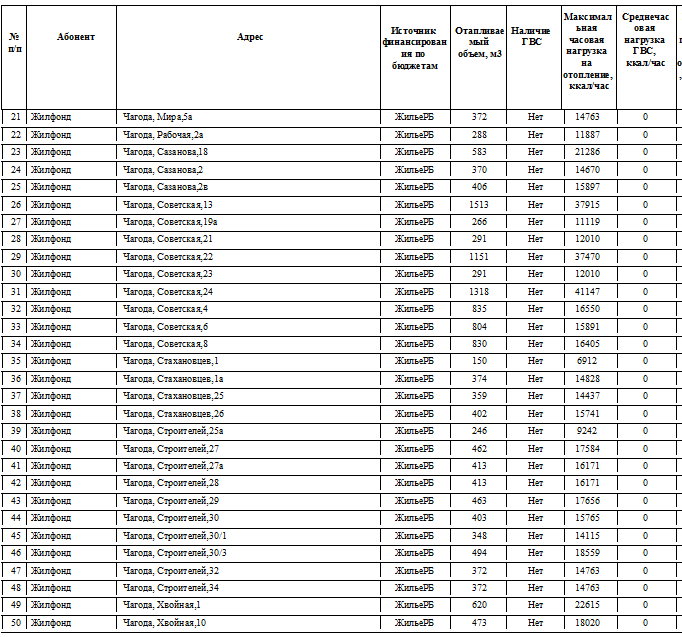 № п/п | Абонент | Адрес | Источник финансирования по бюджетам | Отапливаемый объем, м3 | Наличие ГВС | Максимальная часовая нагрузка на отопление, ккал/час | Среднечасовая нагрузка ГВС, ккал/час
21 Жилфонд Чагода, Мира,5а ЖильеРБ 372 Нет 14763 0
22 Жилфонд Чагода, Рабочая,2а ЖильеРБ 288 Нет 11887 0
23 Жилфонд Чагода, Сазанова,18 ЖильеРБ 583 Нет 21286 0
24 Жилфонд Чагода, Сазанова,2 ЖильеРБ 370 Нет 14670 0
25 Жилфонд Чагода, Сазанова,2в ЖильеРБ 406 Нет 15897 0
26 Жилфонд Чагода, Советская,13 ЖильеРБ 1513 Нет 37915 0
27 Жилфонд Чагода, Советская,19а ЖильеРБ 266 Нет 11119 0
28 Жилфонд Чагода, Советская,21 ЖильеРБ 291 Нет 12010 0
29 Жилфонд Чагода, Советская,22 ЖильеРБ 1151 Нет 37470 0
30 Жилфонд Чагода, Советская,23 ЖильеРБ 291 Нет 12010 0
31 Жилфонд Чагода, Советская,24 ЖильеРБ 1318 Нет 41147 0
32 Жилфонд Чагода, Советская,4 ЖильеРБ 835 Нет 16550 0
33 Жилфонд Чагода, Советская,6 ЖильеРБ 804 Нет 15891 0
34 Жилфонд Чагода, Советская,8 ЖильеРБ 830 Нет 16405 0
35 Жилфонд Чагода, Стахановцев,1 ЖильеРБ 150 Нет 6912 0
36 Жилфонд Чагода, Стахановцев,1а ЖильеРБ 374 Нет 14828 0
37 Жилфонд Чагода, Стахановцев,25 ЖильеРБ 359 Нет 14437 0
38 Жилфонд Чагода, Стахановцев,26 ЖильеРБ 402 Нет 15741 0
39 Жилфонд Чагода, Строителей,25а ЖильеРБ 246 Нет 9242 0
40 Жилфонд Чагода, Строителей,27 ЖильеРБ 462 Нет 17584 0
41 Жилфонд Чагода, Строителей,27а ЖильеРБ 413 Нет 16171 0
42 Жилфонд Чагода, Строителей,28 ЖильеРБ 413 Нет 16171 0
43 Жилфонд Чагода, Строителей,29 ЖильеРБ 463 Нет 17656 0
44 Жилфонд Чагода, Строителей,30 ЖильеРБ 403 Нет 15765 0
45 Жилфонд Чагода, Строителей,30/1 ЖильеРБ 348 Нет 14115 0
46 Жилфонд Чагода, Строителей,30/3 ЖильеРБ 494 Нет 18559 0
47 Жилфонд Чагода, Строителей,32 ЖильеРБ 372 Нет 14763 0
48 Жилфонд Чагода, Строителей,34 ЖильеРБ 372 Нет 14763 0
49 Жилфонд Чагода, Хвойная,1 ЖильеРБ 620 Нет 22615 0
50 Жилфонд Чагода, Хвойная,10 ЖильеРБ 473 Нет 18020 0